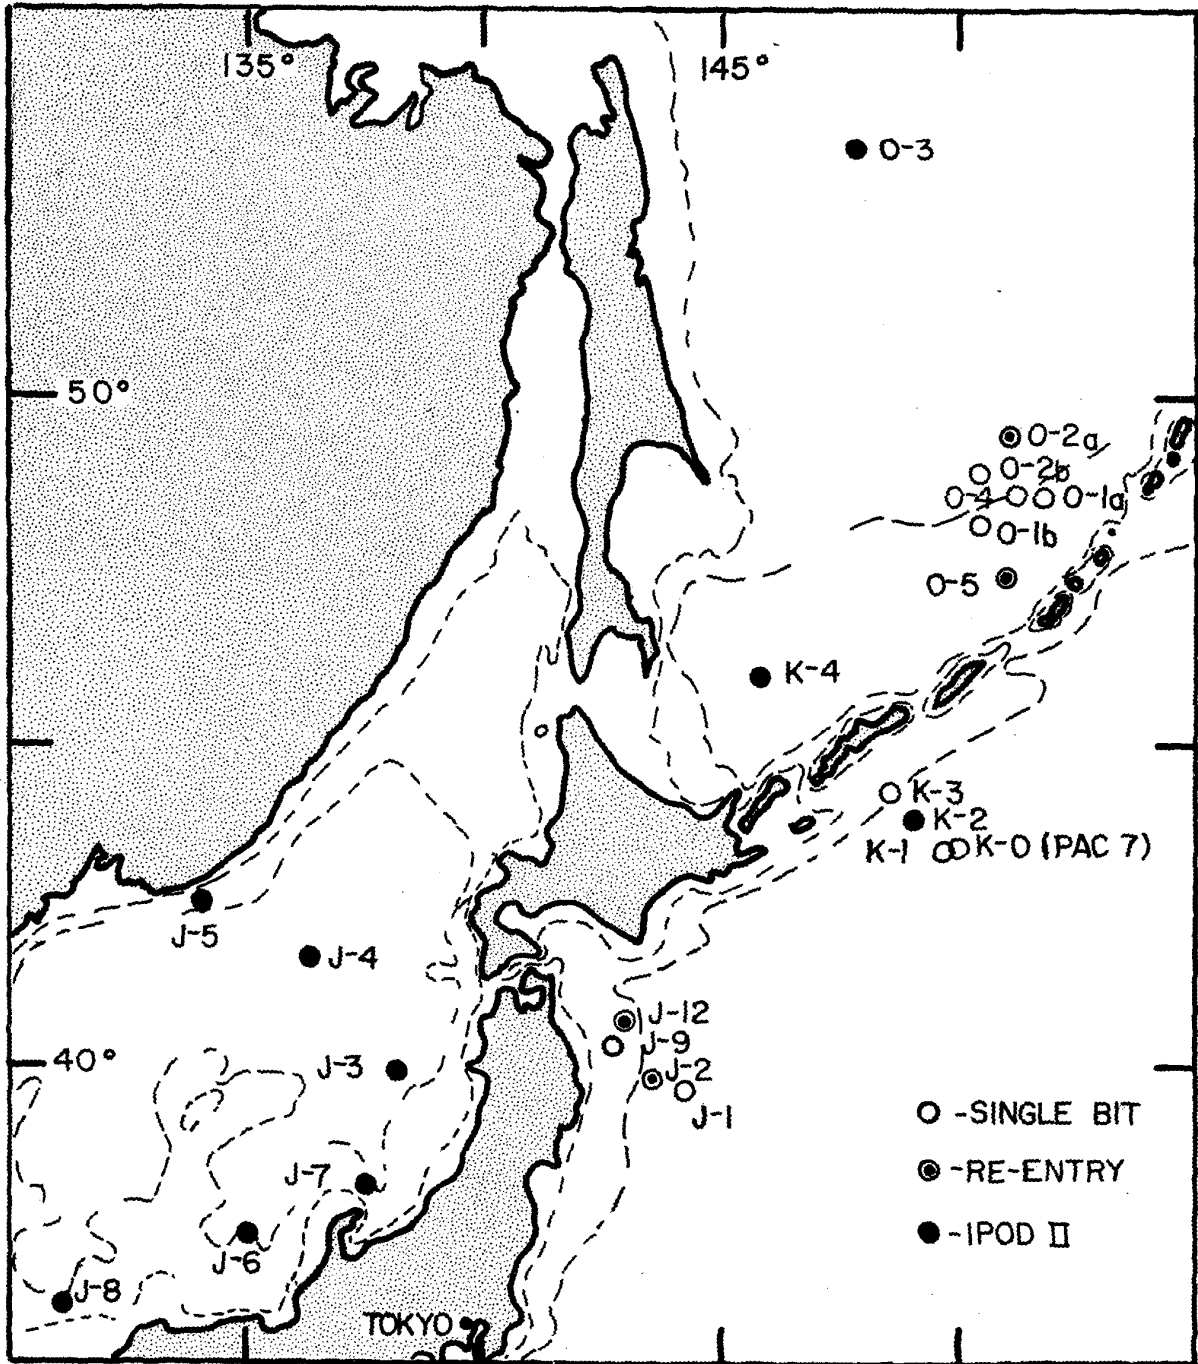 135°
145°
O-3
50°
O-2a
O-2b
O-4
O-1a
O-1b
O-5
K-4
K-3
K-2
K-1
K-O (PAC 7)
J-5
J-4
J-12
J-9
40°
J-3
J-2
J-1
O -SINGLE BIT
J-7
-RE-ENTRY
J-6
-IPOD II
J-8
TOKYO